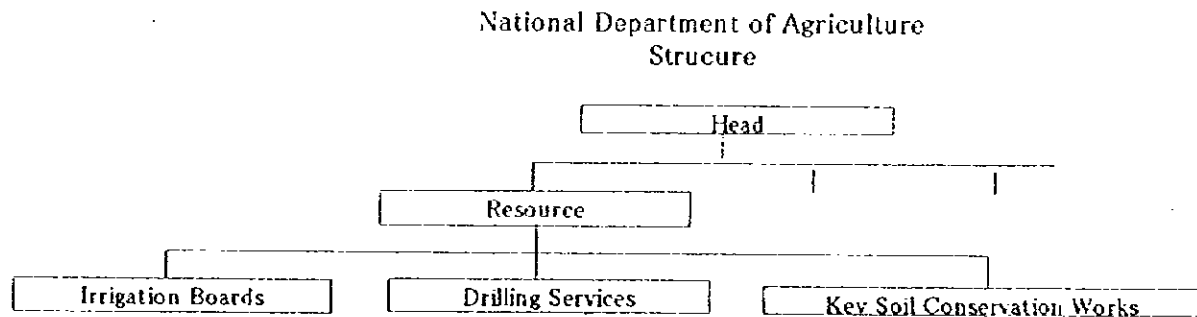 National Department of Agriculture
Strucure
Head
Resource
Irrigation Boards
Drilling Services
Key Soil Conservation Works